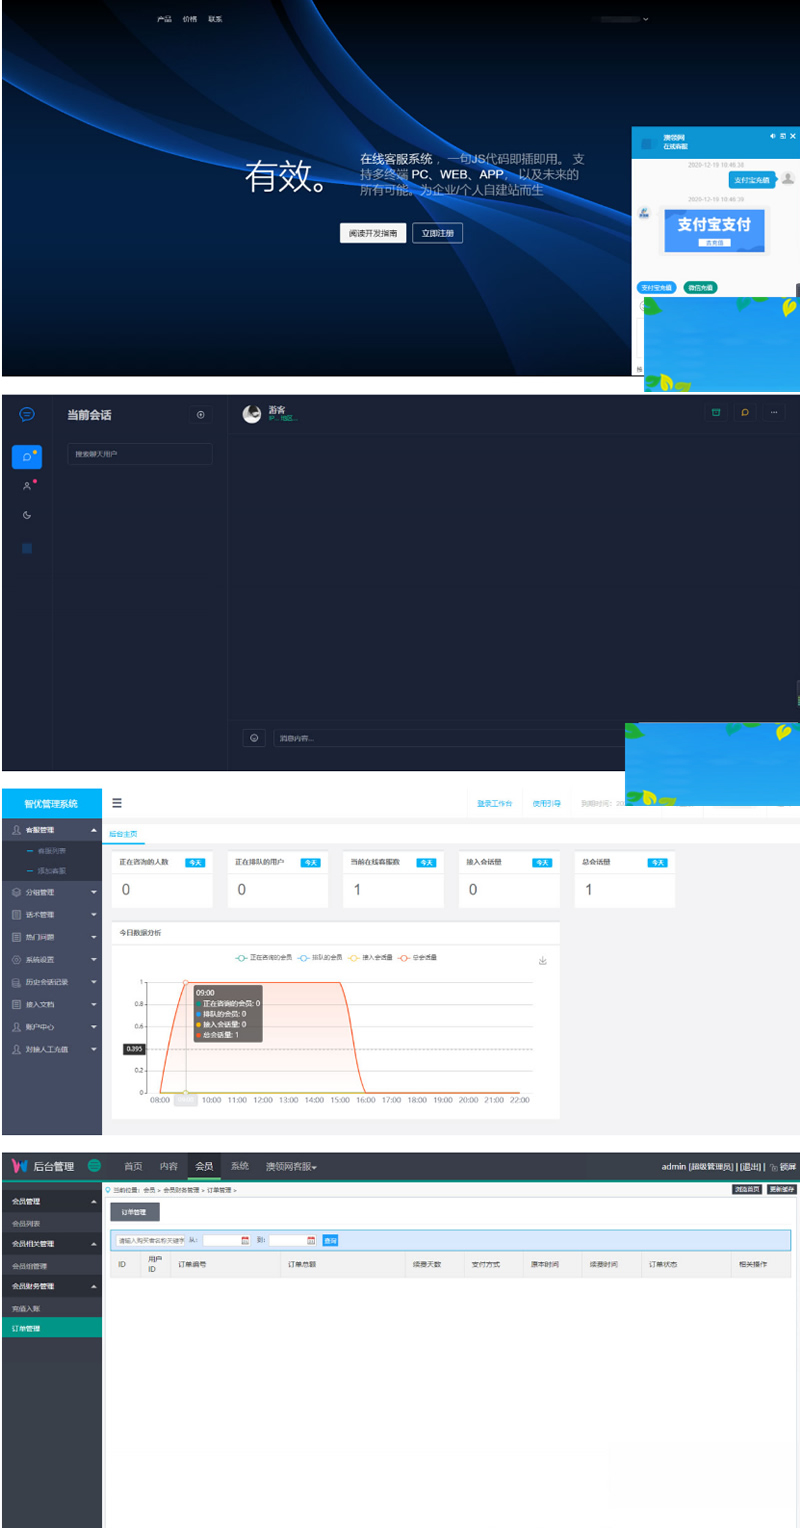 产品 价格 联系
有效。
在线客服系统 ，一句JS代码即插即用。 支
持多终端 PC、WEB、APP， 以及未来的
所有可能。为企业/个人自建站而生
阅读开发指南 立即注册
澳领网
在线客服
2020-12-19 10:46:38
支付宝充值
2020-12-19 10:46:39
支付宝支付
去充值
支付宝充值 微信充值
当前会话
搜索聊天用户
游客
IP... 地区...
消息内容...
智优管理系统
客服管理
客服列表
添加客服
分组管理
话术管理
热门问题
系统设置
历史会话记录
接入文档
账户中心
对接人工充值
登录工作台 使用引导 到期时间: 20
后台主页
正在咨询的人数 今天
0
正在排队的用户 今天
0
当前在线客服数 今天
1
接入会话量 今天
0
总会话量 今天
1
今日数据分析
正在咨询的会员 排队的会员 接入会话量 总会话量
1
0.8
0.6
0.395
0.2
0
09:00
正在咨询的会员: 0
排队的会员: 0
接入会话量: 0
总会话量: 1
08:00 10:00 11:00 12:00 13:00 14:00 15:00 16:00 17:00 18:00 19:00 20:00 21:00 22:00
后台管理 首页 内容 会员 系统 澳领网客服
admin [超级管理员] | [退出] | 锁屏
会员管理
会员列表
会员相关管理
会员组管理
会员财务管理
充值入账
订单管理
当前位置：会员 > 会员财务管理 > 订单管理 >
浏览首页 更新缓存
订单管理
请输入购买者名称关键字 从: 到: 查询
ID 用户ID 订单编号 订单总额 续费天数 支付方式 原本时间 续费时间 订单状态 相关操作